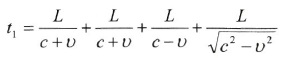 t₁ = L/(c+υ) + L/(c+υ) + L/(c−υ) + L/√(c²−υ²)